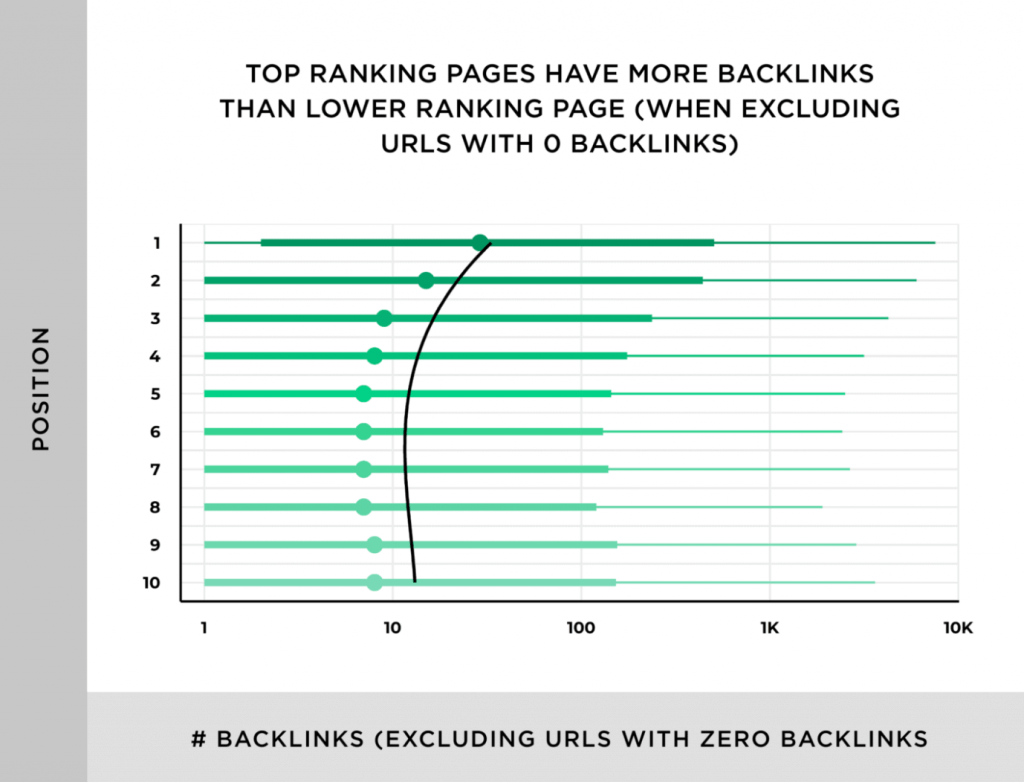 TOP RANKING PAGES HAVE MORE BACKLINKS
THAN LOWER RANKING PAGE (WHEN EXCLUDING
URLS WITH 0 BACKLINKS)
POSITION
1
2
3
4
5
6
7
8
9
10
1 10 100 1K 10K
# BACKLINKS (EXCLUDING URLS WITH ZERO BACKLINKS